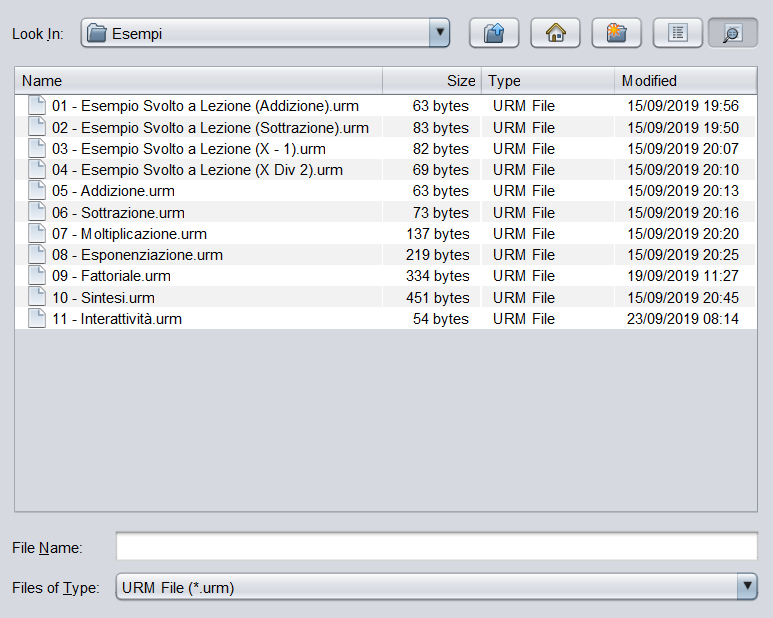 Look In: Esempi
Name Size Type Modified
01 - Esempio Svolto a Lezione (Addizione).urm 63 bytes URM File 15/09/2019 19:56
02 - Esempio Svolto a Lezione (Sottrazione).urm 83 bytes URM File 15/09/2019 19:50
03 - Esempio Svolto a Lezione (X - 1).urm 82 bytes URM File 15/09/2019 20:07
04 - Esempio Svolto a Lezione (X Div 2).urm 69 bytes URM File 15/09/2019 20:10
05 - Addizione.urm 63 bytes URM File 15/09/2019 20:13
06 - Sottrazione.urm 73 bytes URM File 15/09/2019 20:16
07 - Moltiplicazione.urm 137 bytes URM File 15/09/2019 20:20
08 - Esponenziazione.urm 219 bytes URM File 15/09/2019 20:25
09 - Fattoriale.urm 334 bytes URM File 19/09/2019 11:27
10 - Sintesi.urm 451 bytes URM File 15/09/2019 20:45
11 - Interattività.urm 54 bytes URM File 23/09/2019 08:14
File Name:
Files of Type: URM File (*.urm)